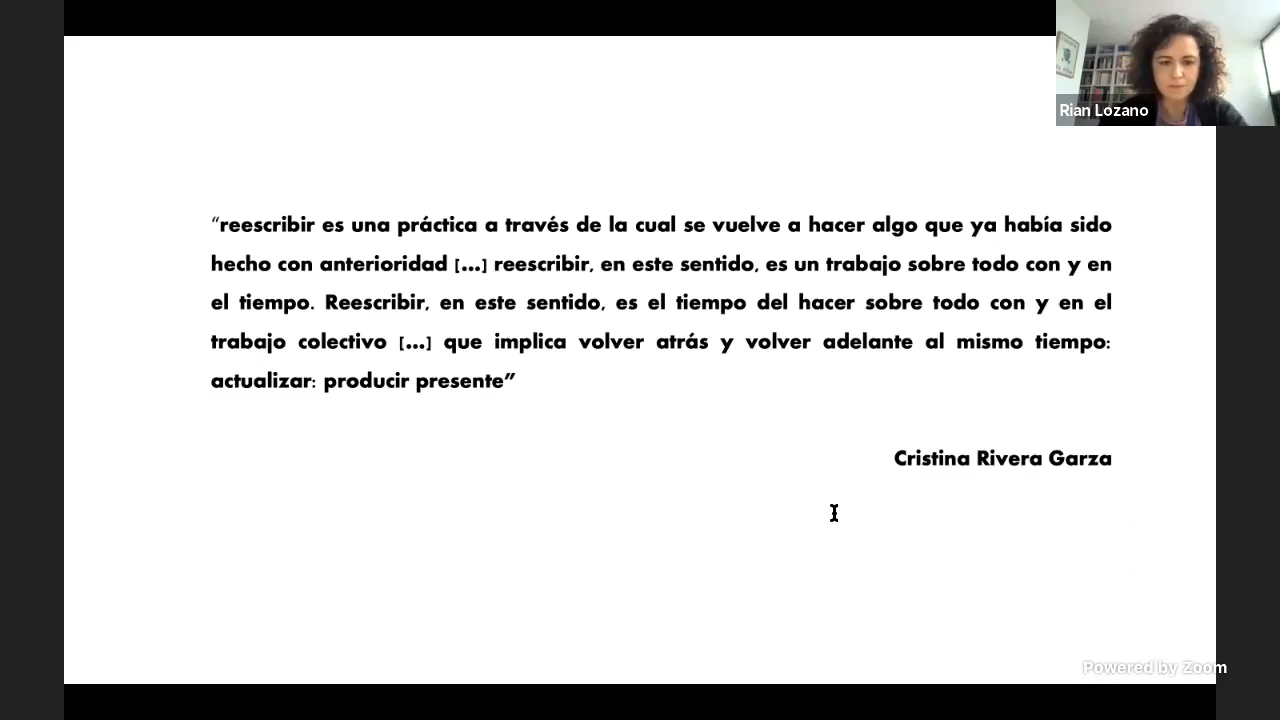 Rian Lozano
“reescribir es una práctica a través de la cual se vuelve a hacer algo que ya había sido
hecho con anterioridad [...] reescribir, en este sentido, es un trabajo sobre todo con y en
el tiempo. Reescribir, en este sentido, es el tiempo del hacer sobre todo con y en el
trabajo colectivo [...] que implica volver atrás y volver adelante al mismo tiempo:
actualizar: producir presente”
Cristina Rivera Garza
Powered by Zoom